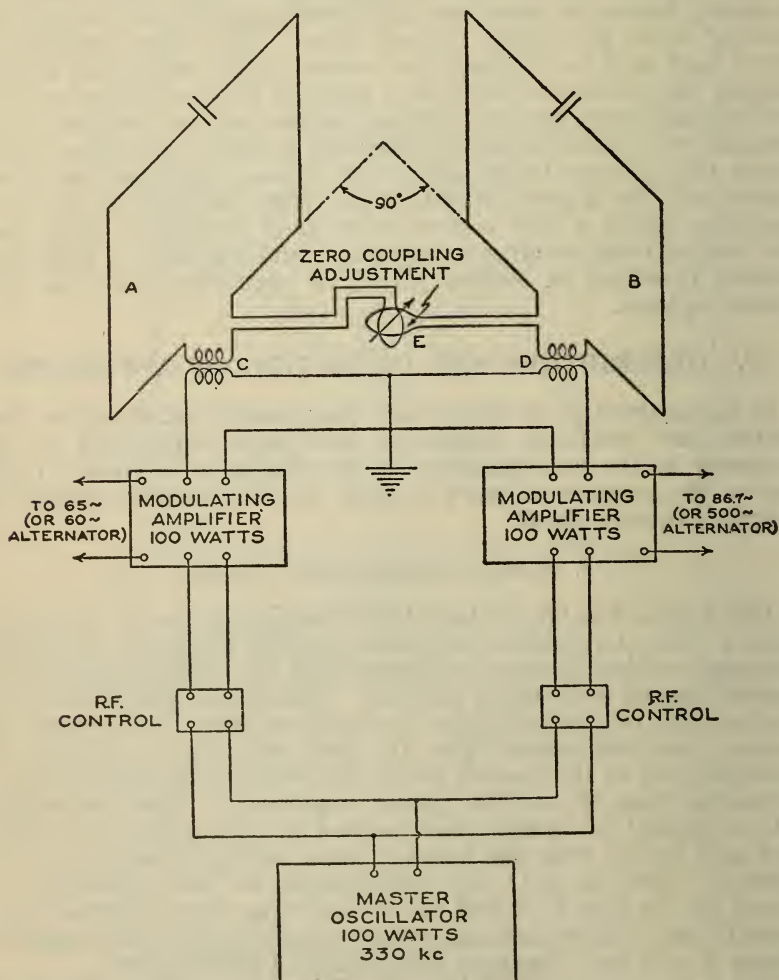 90°
ZERO COUPLING
ADJUSTMENT
A
B
E
C
D
TO 65~
(OR 60~
ALTERNATOR)
MODULATING
AMPLIFIER
100 WATTS
MODULATING
AMPLIFIER
100 WATTS
TO 86.7~
(OR 500~
ALTERNATOR)
R.F.
CONTROL
R.F.
CONTROL
MASTER
OSCILLATOR
100 WATTS
330 kc